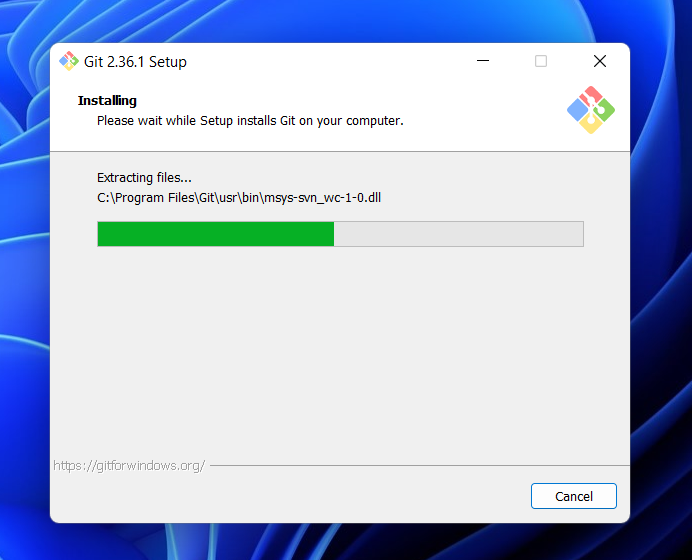 Git 2.36.1 Setup
Installing
Please wait while Setup installs Git on your computer.
Extracting files...
C:\Program Files\Git\usr\bin\msys-svn_wc-1-0.dll
https://gitforwindows.org/
Cancel